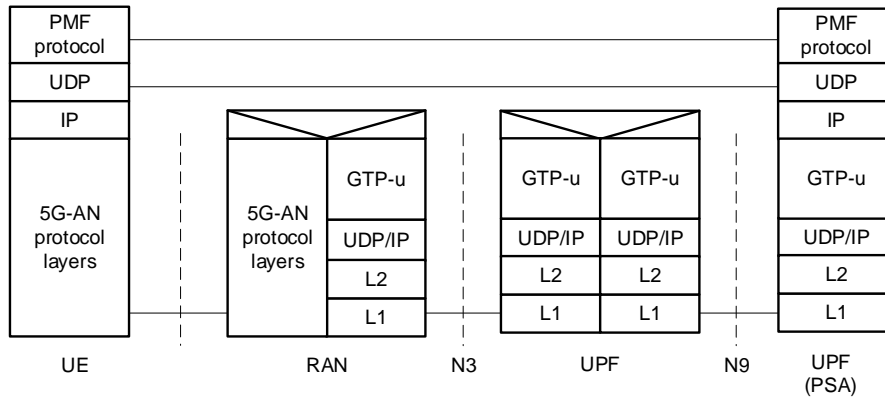 PMF
protocol
UDP
IP
5G-AN
protocol
layers
UE
5G-AN
protocol
layers
GTP-u
UDP/IP
L2
L1
RAN
N3
GTP-u
GTP-u
UDP/IP
UDP/IP
L2
L2
L1
L1
UPF
N9
PMF
protocol
UDP
IP
GTP-u
UDP/IP
L2
L1
UPF
(PSA)